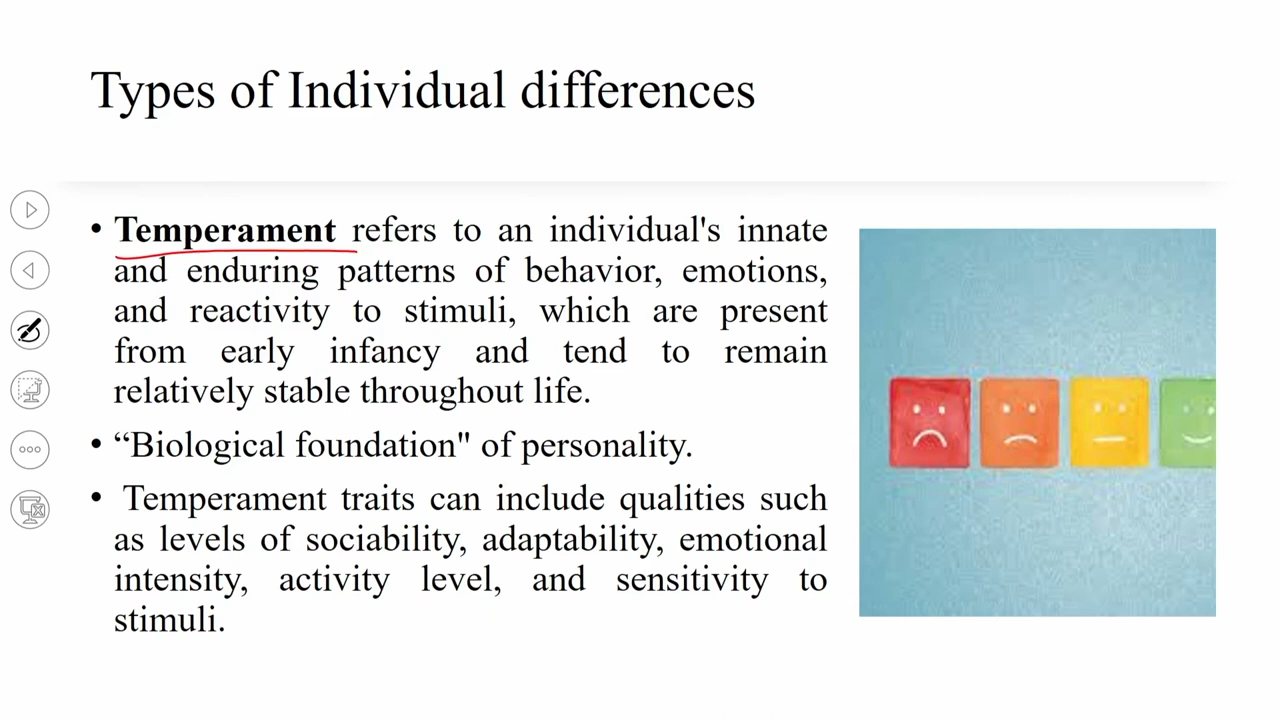 Types of Individual differences
• Temperament refers to an individual's innate
and enduring patterns of behavior, emotions,
and reactivity to stimuli, which are present
from early infancy and tend to remain
relatively stable throughout life.
• “Biological foundation" of personality.
• Temperament traits can include qualities such
as levels of sociability, adaptability, emotional
intensity, activity level, and sensitivity to
stimuli.